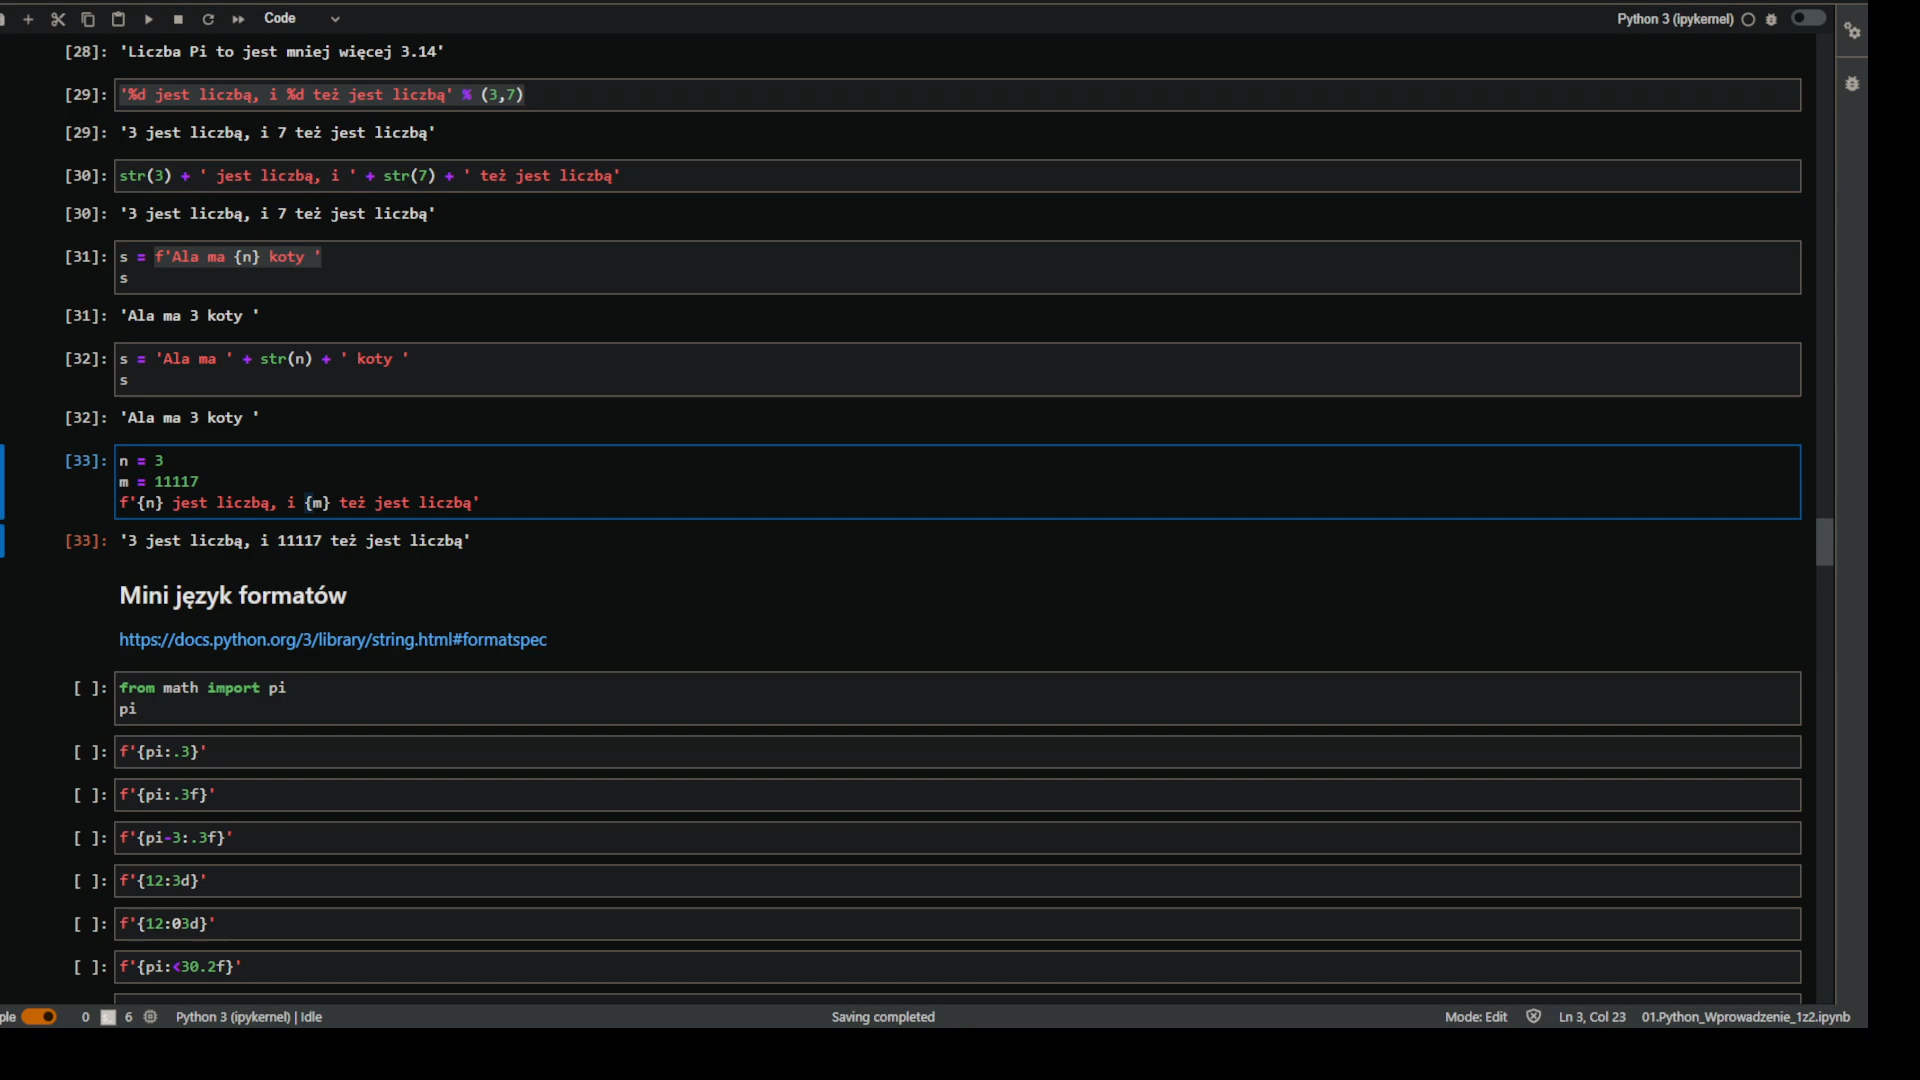 Code
Python 3 (ipykernel)
[28]: 'Liczba Pi to jest mniej więcej 3.14'
[29]: '%d jest liczbą, i %d też jest liczbą' % (3,7)
[29]: '3 jest liczbą, i 7 też jest liczbą'
[30]: str(3) + ' jest liczbą, i ' + str(7) + ' też jest liczbą'
[30]: '3 jest liczbą, i 7 też jest liczbą'
[31]: s = f'Ala ma {n} koty '
s
[31]: 'Ala ma 3 koty '
[32]: s = 'Ala ma ' + str(n) + ' koty '
s
[32]: 'Ala ma 3 koty '
[33]: n = 3
m = 11117
f'{n} jest liczbą, i {m} też jest liczbą'
[33]: '3 jest liczbą, i 11117 też jest liczbą'
Mini język formatów
https://docs.python.org/3/library/string.html#formatspec
[ ]: from math import pi
pi
[ ]: f'{pi:.3}'
[ ]: f'{pi:.3f}'
[ ]: f'{pi-3:.3f}'
[ ]: f'{12:3d}'
[ ]: f'{12:03d}'
[ ]: f'{pi:<30.2f}'
ple 0 6 Python 3 (ipykernel) | Idle Saving completed Mode: Edit Ln 3, Col 23 01.Python_Wprowadzenie_1z2.ipynb